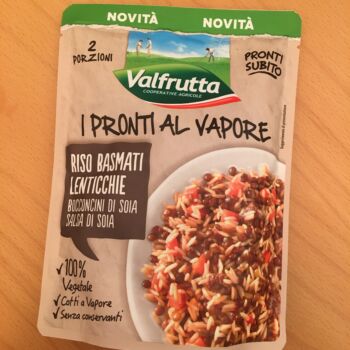 NOVITÀ NOVITÀ
2
PORZIONI
PRONTI
SUBITO
Valfrutta
COOPERATIVE AGRICOLE
I PRONTI AL VAPORE
RISO BASMATI
LENTICCHIE
BOCCONCINI DI SOIA
SALSA DI SOIA
✓100%
Vegetale
✓Cotti a Vapore
✓Senza conservanti